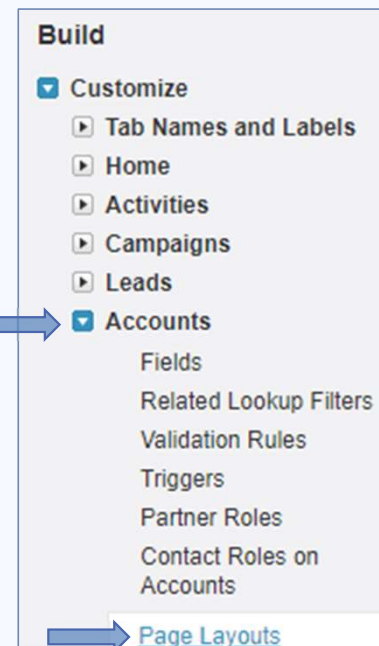 Build
Customize
Tab Names and Labels
Home
Activities
Campaigns
Leads
Accounts
Fields
Related Lookup Filters
Validation Rules
Triggers
Partner Roles
Contact Roles on
Accounts
Page Layouts